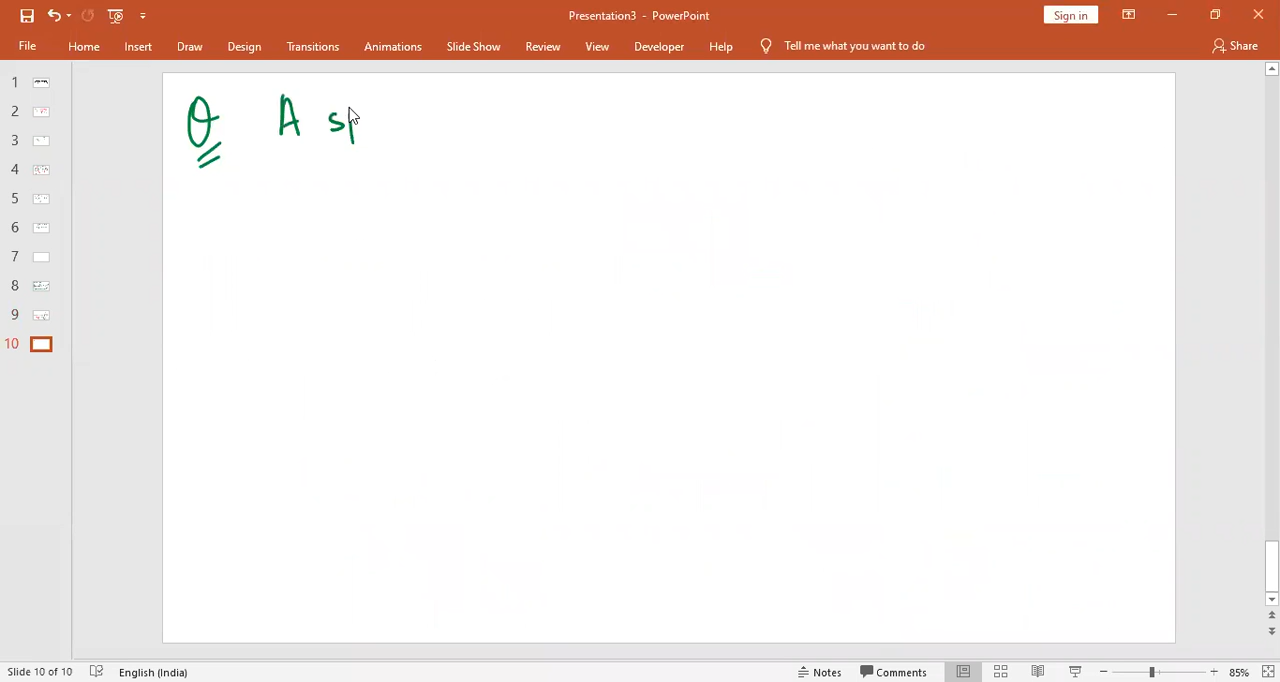 Presentation3 - PowerPoint
Sign in
File Home Insert Draw Design Transitions Animations Slide Show Review View Developer Help Tell me what you want to do Share
1
2
3
4
5
6
7
8
9
10
Q A sp
Slide 10 of 10 English (India) Notes Comments 85%